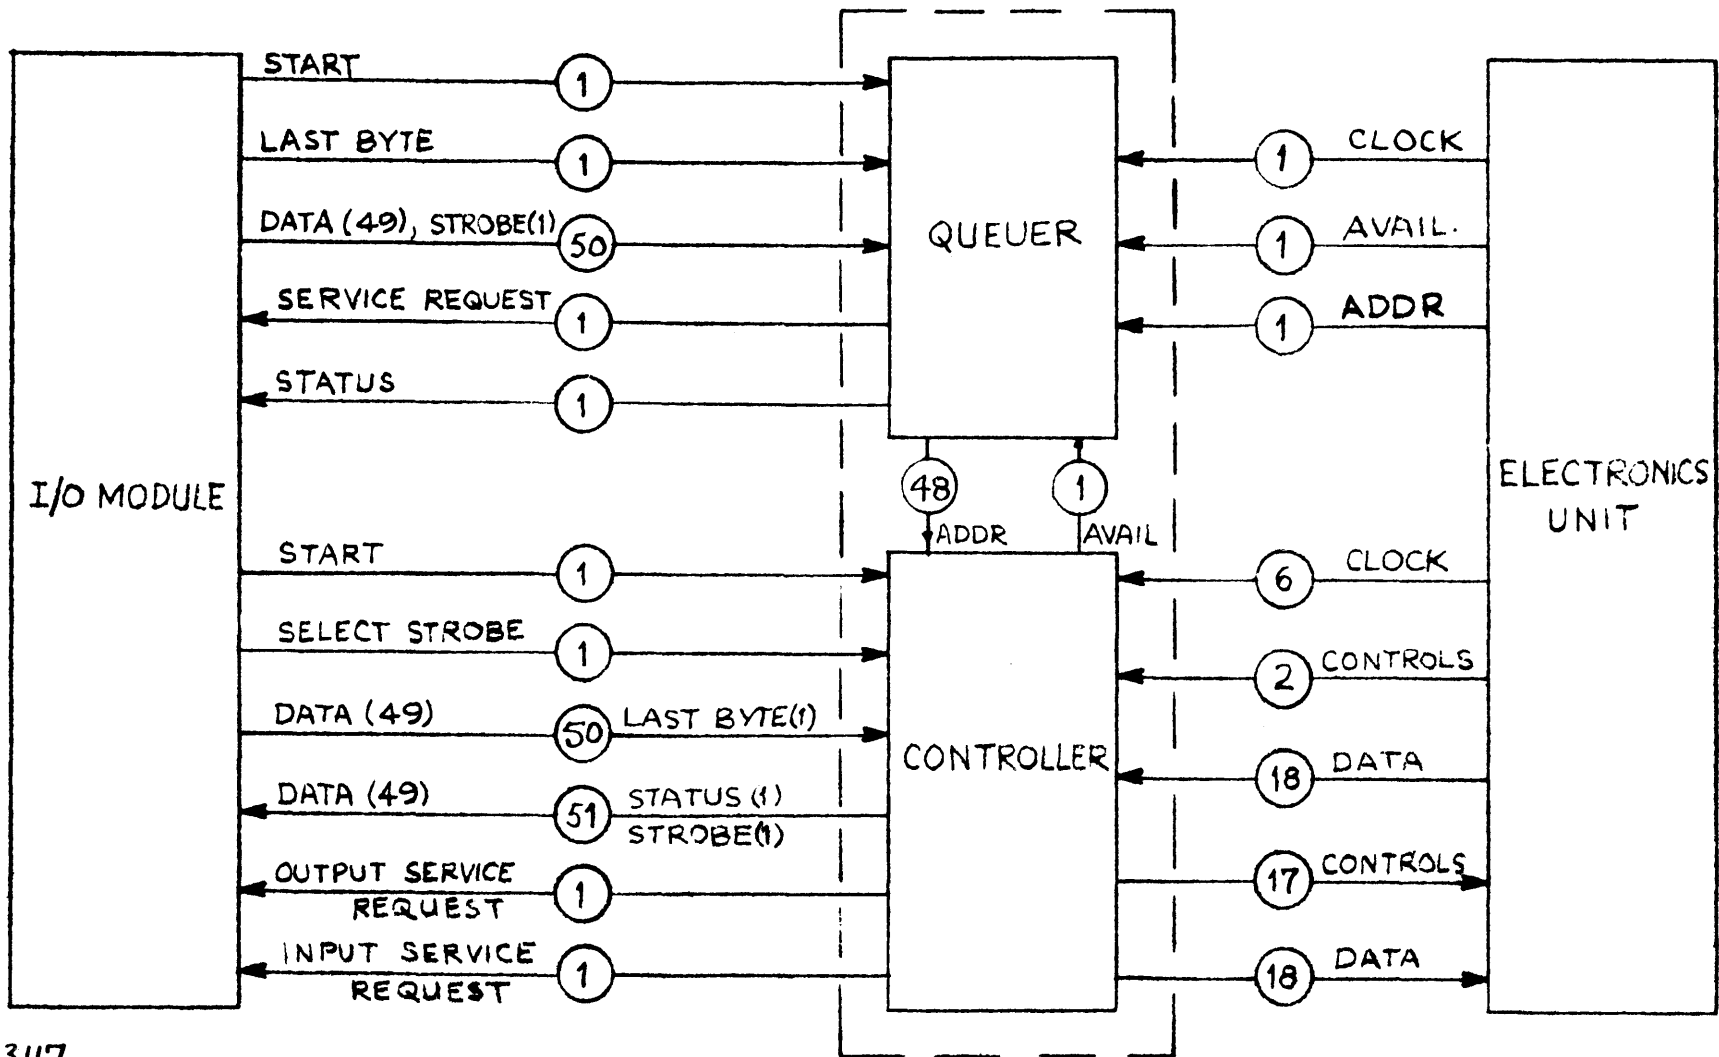 START
1
LAST BYTE
1
DATA (49), STROBE(1)
50
SERVICE REQUEST
1
STATUS
1
I/O MODULE
START
1
SELECT STROBE
1
DATA (49)
50
LAST BYTE(1)
DATA (49)
51
STATUS (1)
STROBE(1)
OUTPUT SERVICE
REQUEST
1
INPUT SERVICE
REQUEST
1
QUEUER
48
ADDR
1
AVAIL
CONTROLLER
1
CLOCK
1
AVAIL.
1
ADDR
6
CLOCK
2
CONTROLS
18
DATA
17
CONTROLS
18
DATA
ELECTRONICS
UNIT